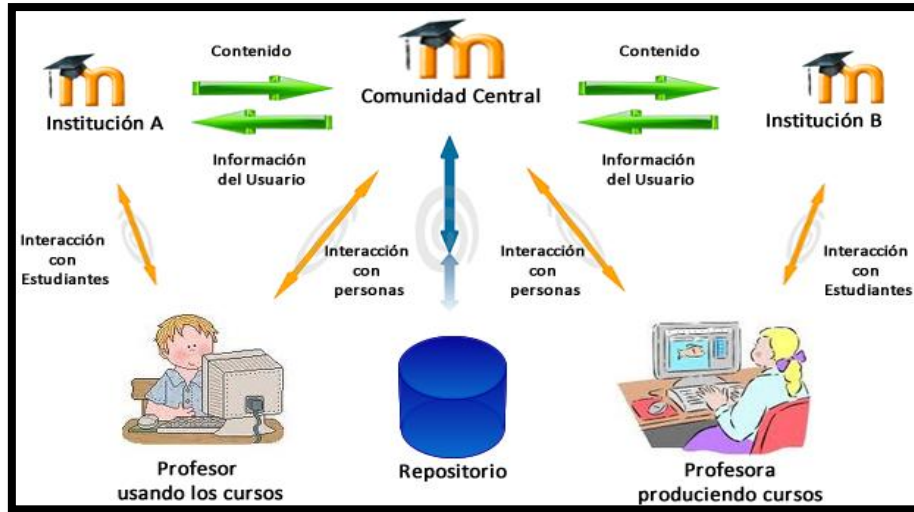 Contenido
Contenido
m
Institución A
m
Comunidad Central
m
Institución B
Información
del Usuario
Información
del Usuario
Interacción
con
Estudiantes
Interacción
con
personas
Interacción
con
personas
Interacción
con
Estudiantes
Profesor
usando los cursos
Repositorio
Profesora
produciendo cursos